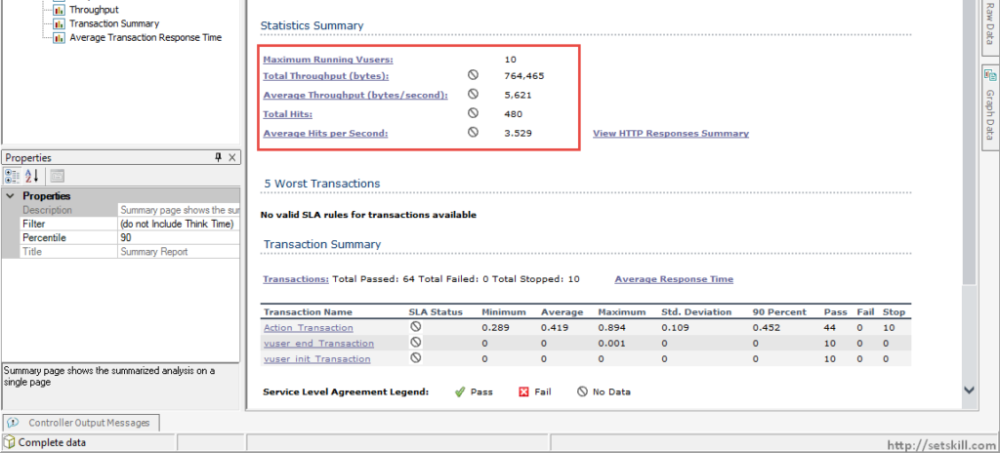 Throughput
Transaction Summary
Average Transaction Response Time
Properties
Properties
Description Summary page shows the sum
Filter (do not Include Think Time)
Percentile 90
Title Summary Report
Summary page shows the summarized analysis on a
single page
Controller Output Messages
Complete data
Statistics Summary
Maximum Running Vusers: 10
Total Throughput (bytes): 764,465
Average Throughput (bytes/second): 5,621
Total Hits: 480
Average Hits per Second: 3.529 View HTTP Responses Summary
5 Worst Transactions
No valid SLA rules for transactions available
Transaction Summary
Transactions: Total Passed: 64 Total Failed: 0 Total Stopped: 10 Average Response Time
Transaction Name SLA Status Minimum Average Maximum Std. Deviation 90 Percent Pass Fail Stop
Action_Transaction 0.289 0.419 0.894 0.109 0.452 44 0 10
vuser_end_Transaction 0 0 0.001 0 0 10 0 0
vuser_init_Transaction 0 0 0 0 0 10 0 0
Service Level Agreement Legend: Pass Fail No Data
Raw Data
Graph Data
http://setskill.com